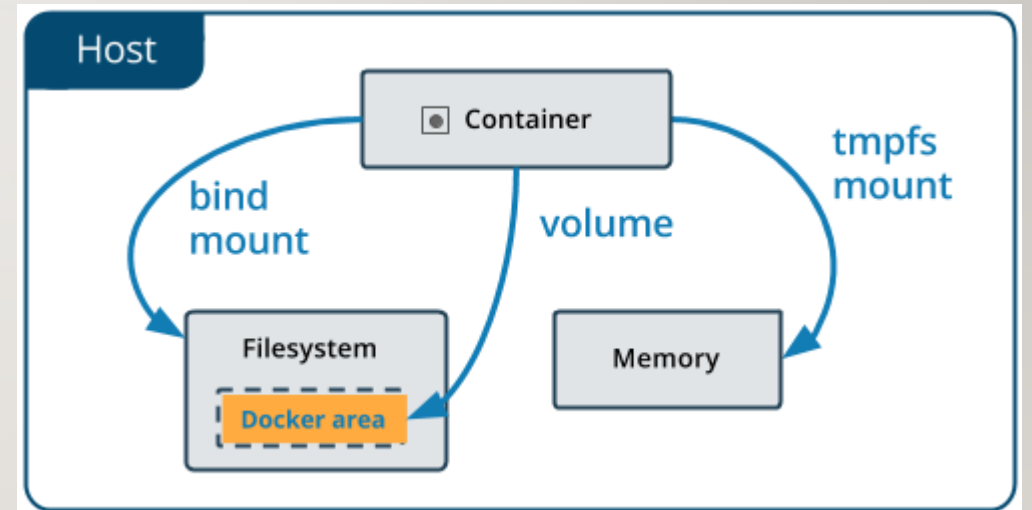 Host
Container
tmpfs
mount
bind
mount
volume
Filesystem
Memory
Docker area